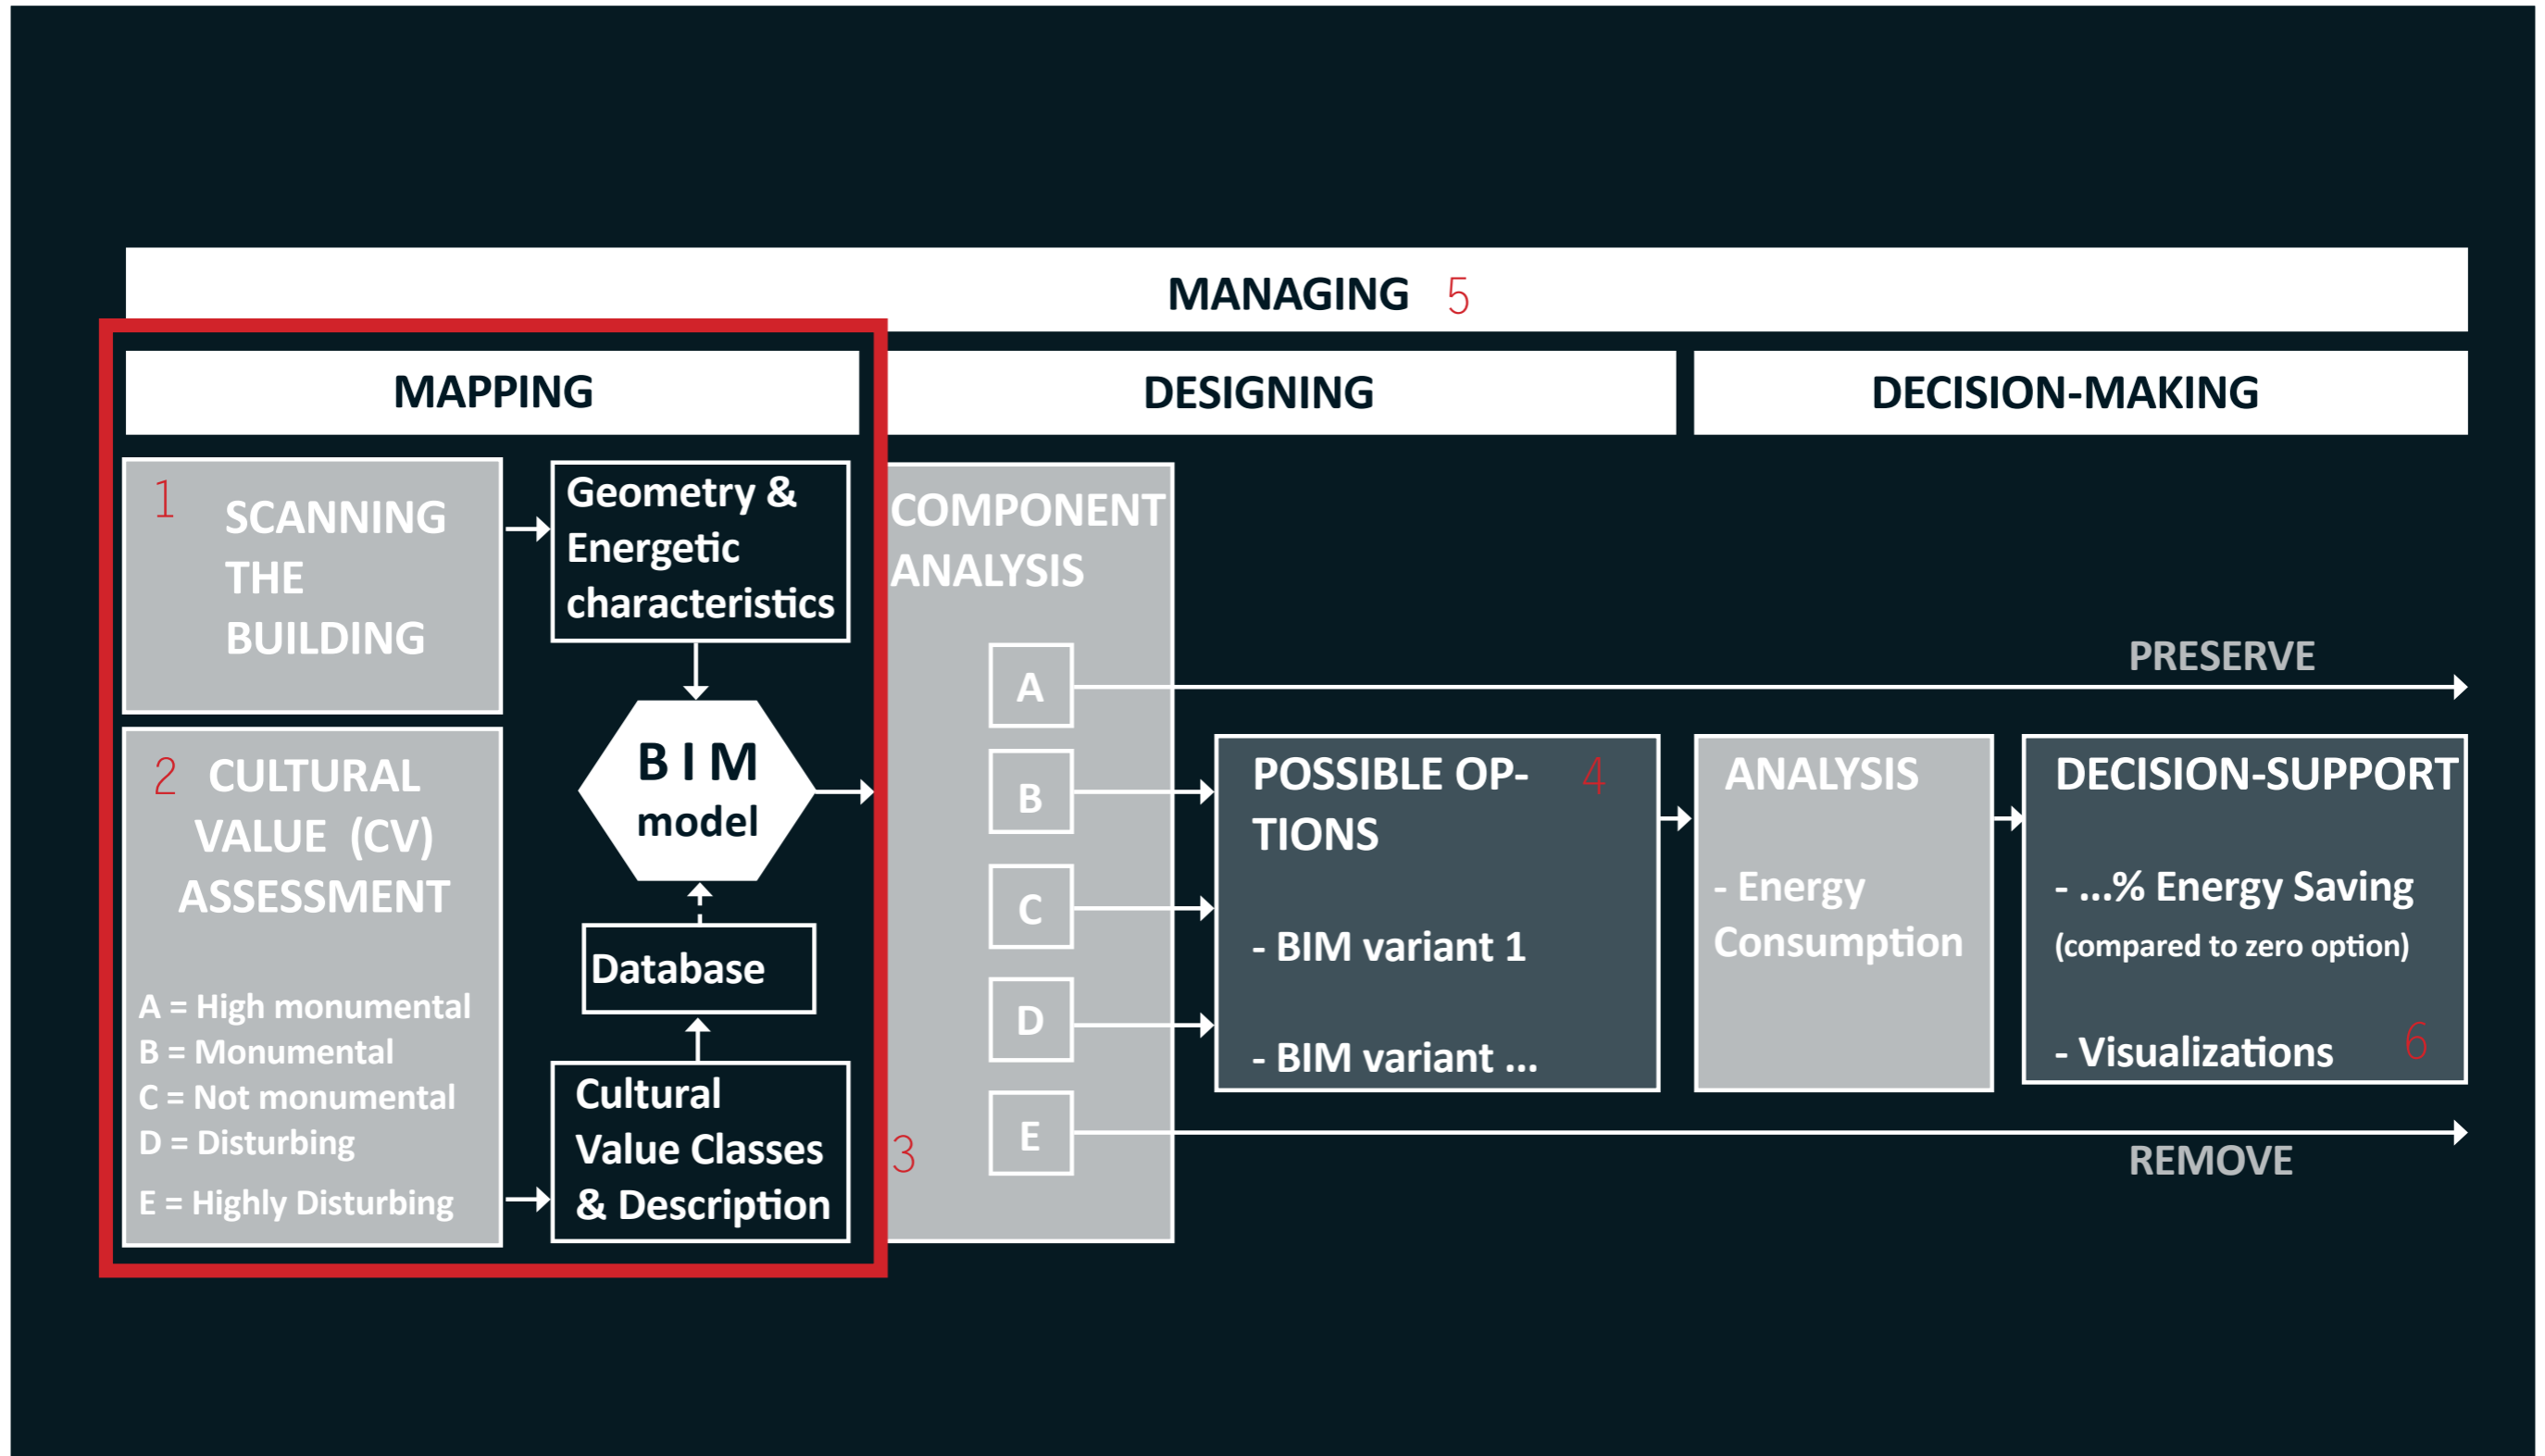 MANAGING 5
MAPPING
DESIGNING
DECISION-MAKING
1 SCANNING
THE
BUILDING
Geometry &
Energetic
characteristics
2 CULTURAL
VALUE (CV)
ASSESSMENT
A = High monumental
B = Monumental
C = Not monumental
D = Disturbing
E = Highly Disturbing
B I M
model
Database
Cultural
Value Classes
& Description
3
COMPONENT
ANALYSIS
A
B
C
D
E
PRESERVE
POSSIBLE OP- 4
TIONS
- BIM variant 1
- BIM variant ...
ANALYSIS
- Energy
Consumption
DECISION-SUPPORT
- ...% Energy Saving
(compared to zero option)
- Visualizations 6
REMOVE